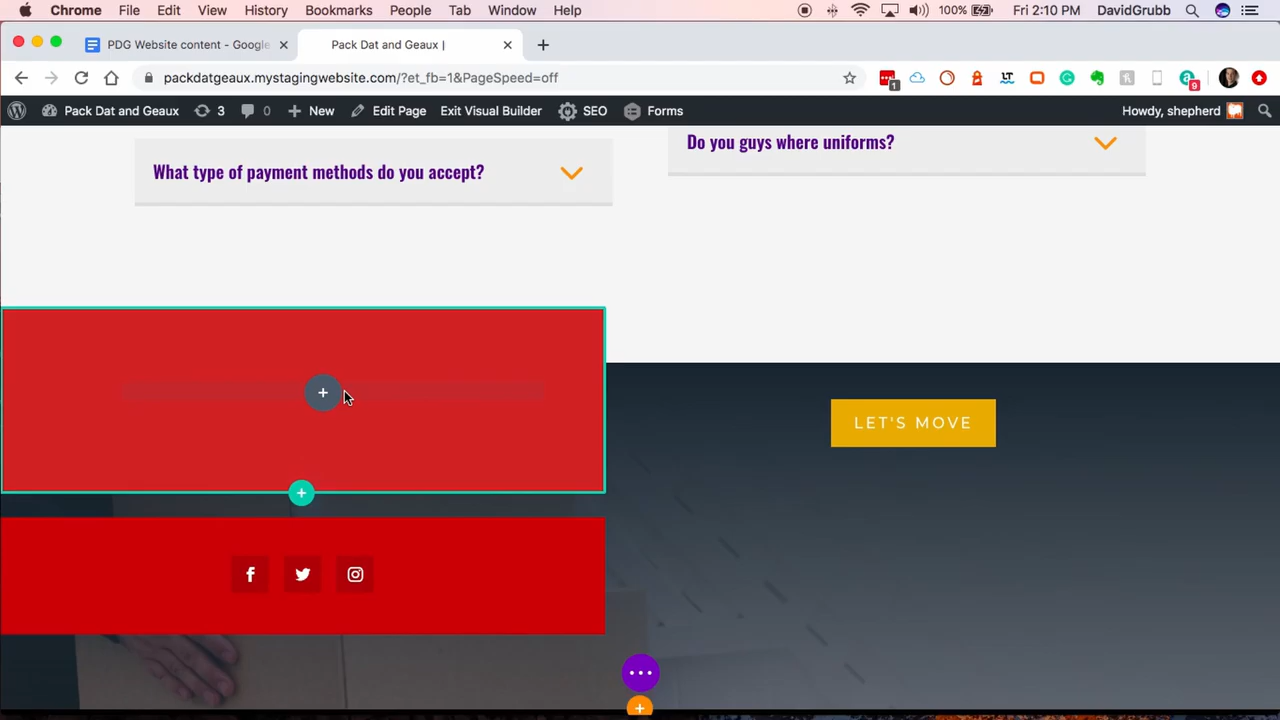 Chrome File Edit View History Bookmarks People Tab Window Help 100% Fri 2:10 PM DavidGrubb
PDG Website content - Google
Pack Dat and Geaux |
packdatgeaux.mystagingwebsite.com/?et_fb=1&PageSpeed=off
1
LT
9
Pack Dat and Geaux 3 0 New Edit Page Exit Visual Builder SEO Forms Howdy, shepherd
Do you guys where uniforms?
What type of payment methods do you accept?
LET'S MOVE